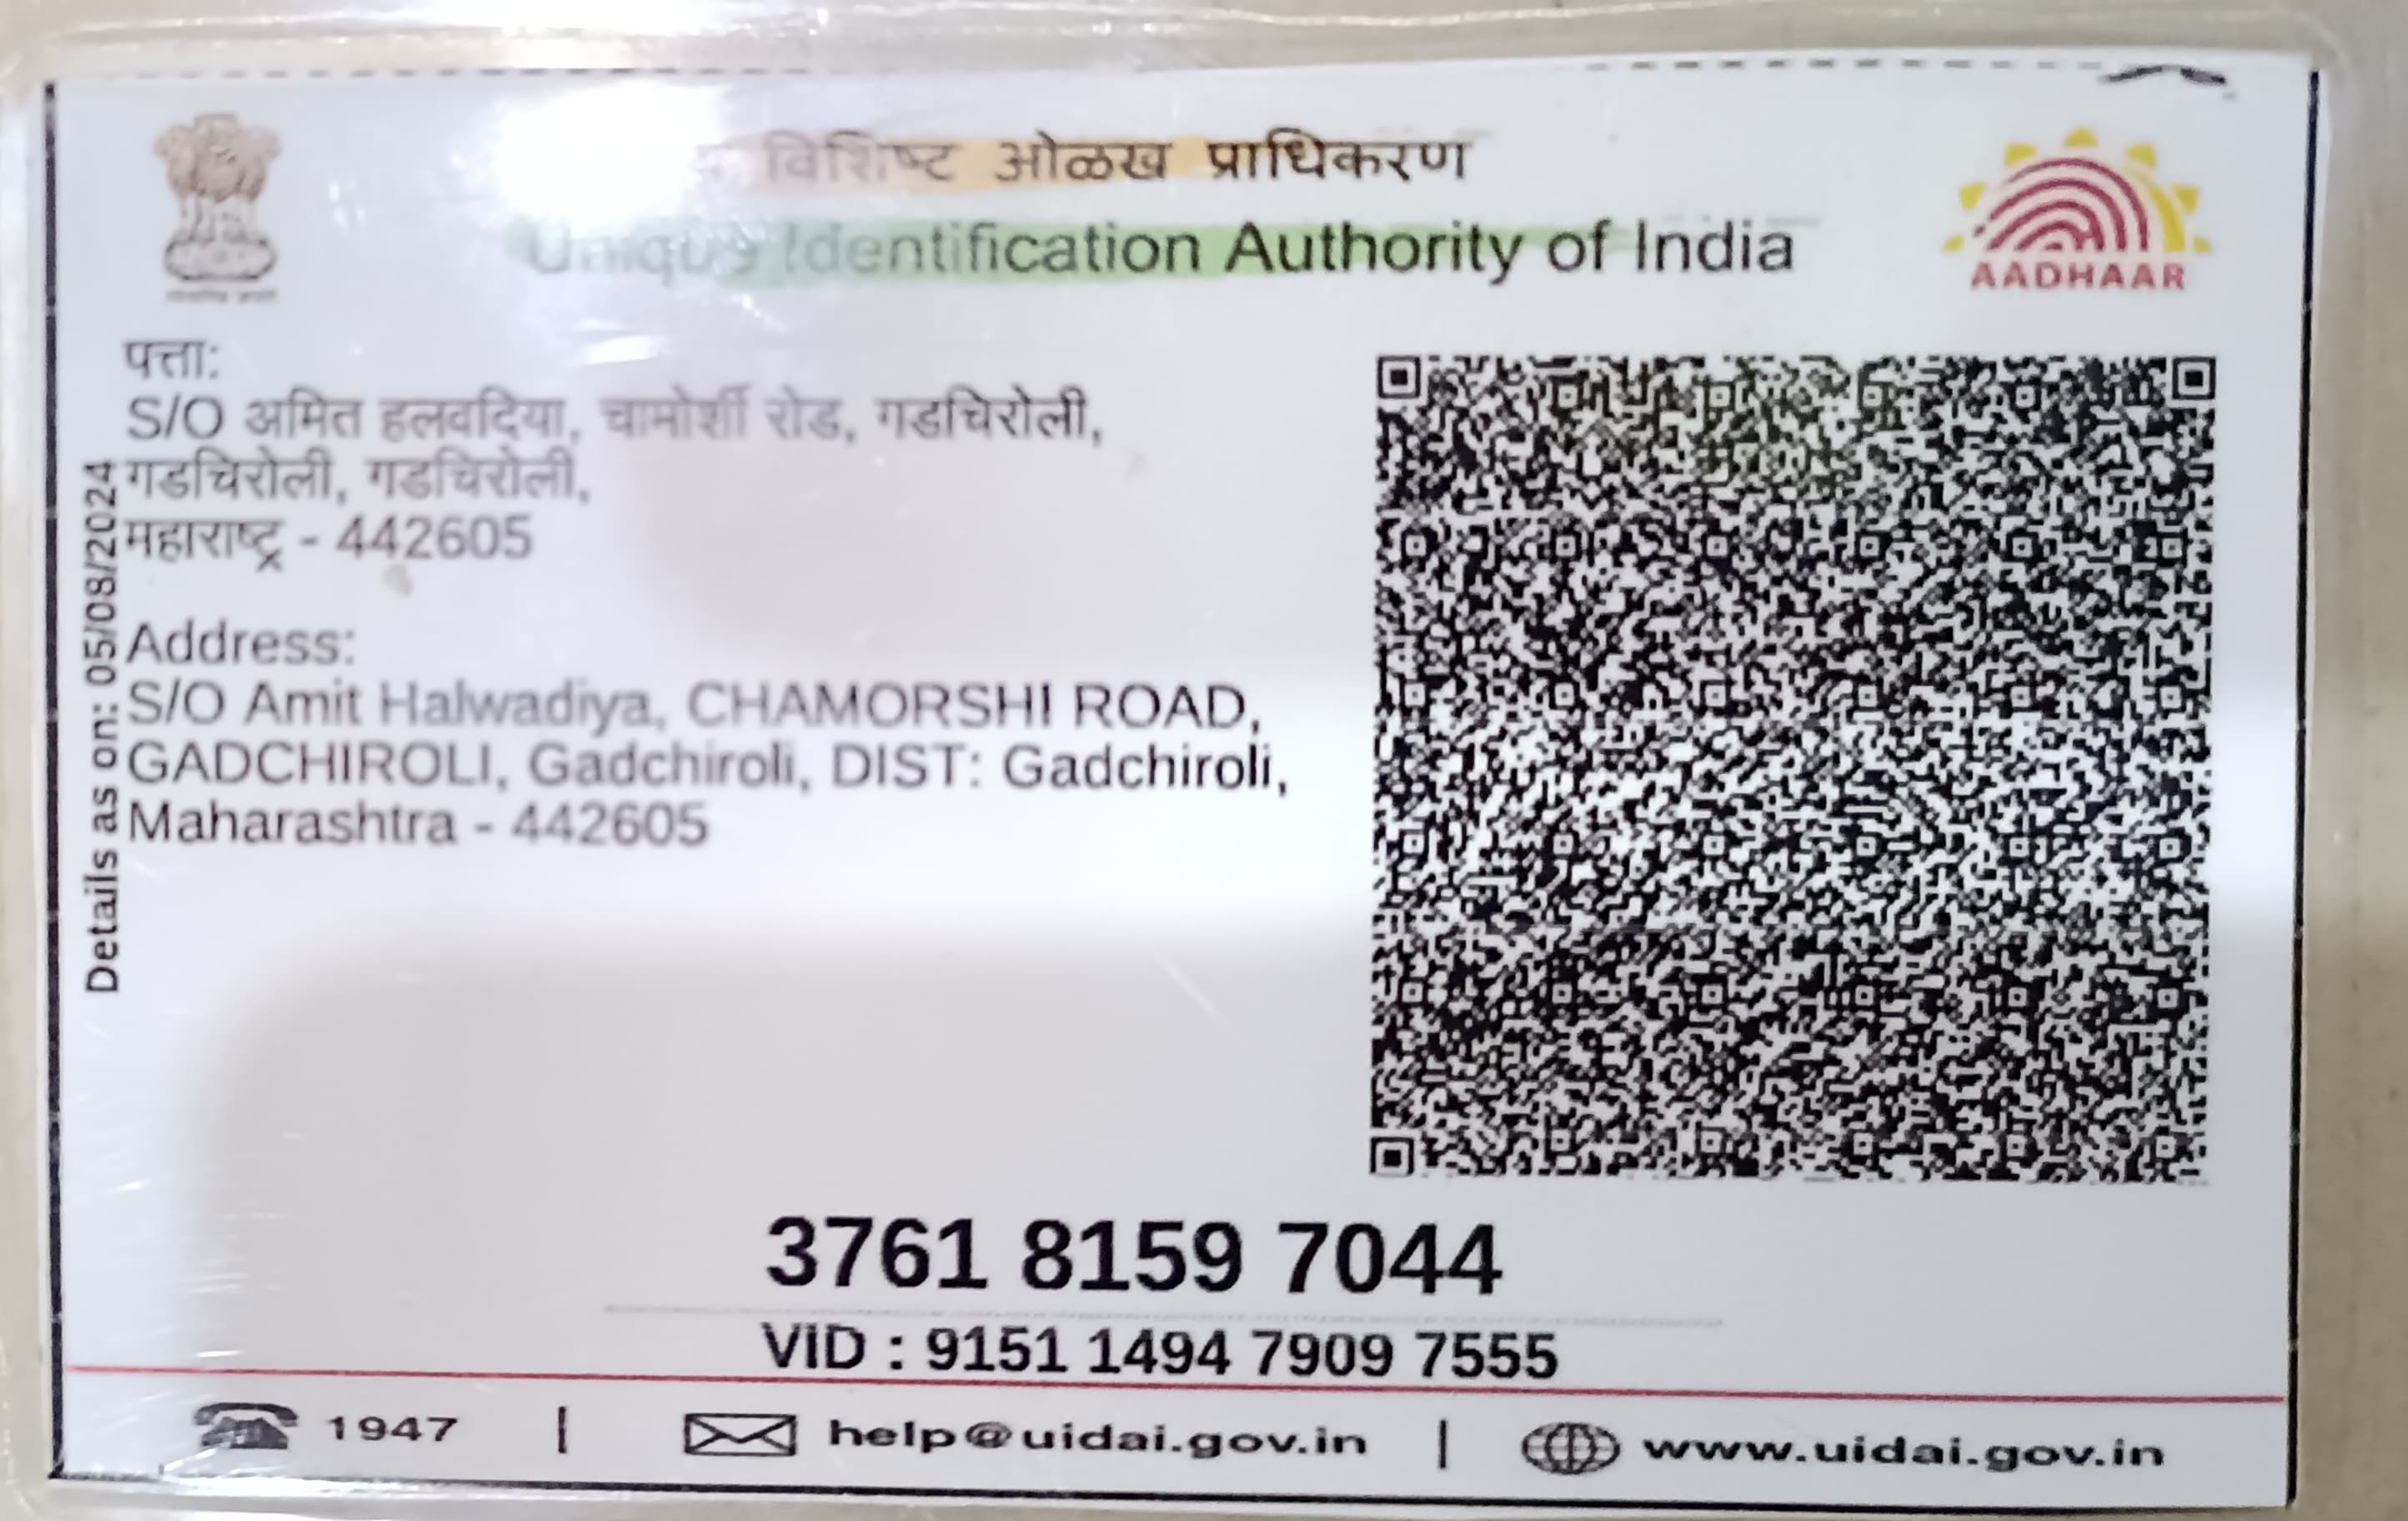 विशिष्ट ओळख प्राधिकरण
Unique Identification Authority of India
AADHAAR
पत्ता:
S/O अमित हलवदिया, चामोर्शी रोड, गडचिरोली,
गडचिरोली, गडचिरोली,
महाराष्ट्र - 442605
Address:
S/O Amit Halwadiya, CHAMORSHI ROAD,
GADCHIROLI, Gadchiroli, DIST: Gadchiroli,
Maharashtra - 442605
Details as on: 05/08/2024
3761 8159 7044
VID : 9151 1494 7909 7555
1947 | help@uidai.gov.in | www.uidai.gov.in